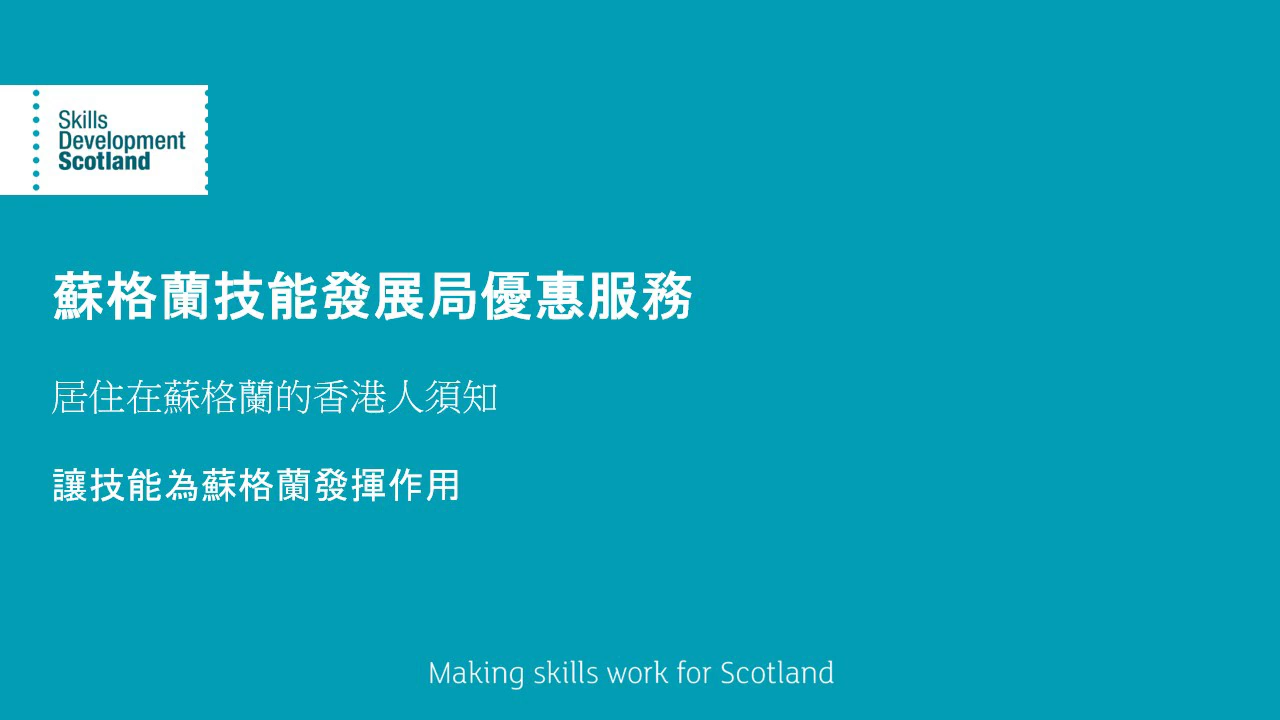 Skills
Development
Scotland
蘇格蘭技能發展局優惠服務
居住在蘇格蘭的香港人須知
讓技能為蘇格蘭發揮作用
Making skills work for Scotland